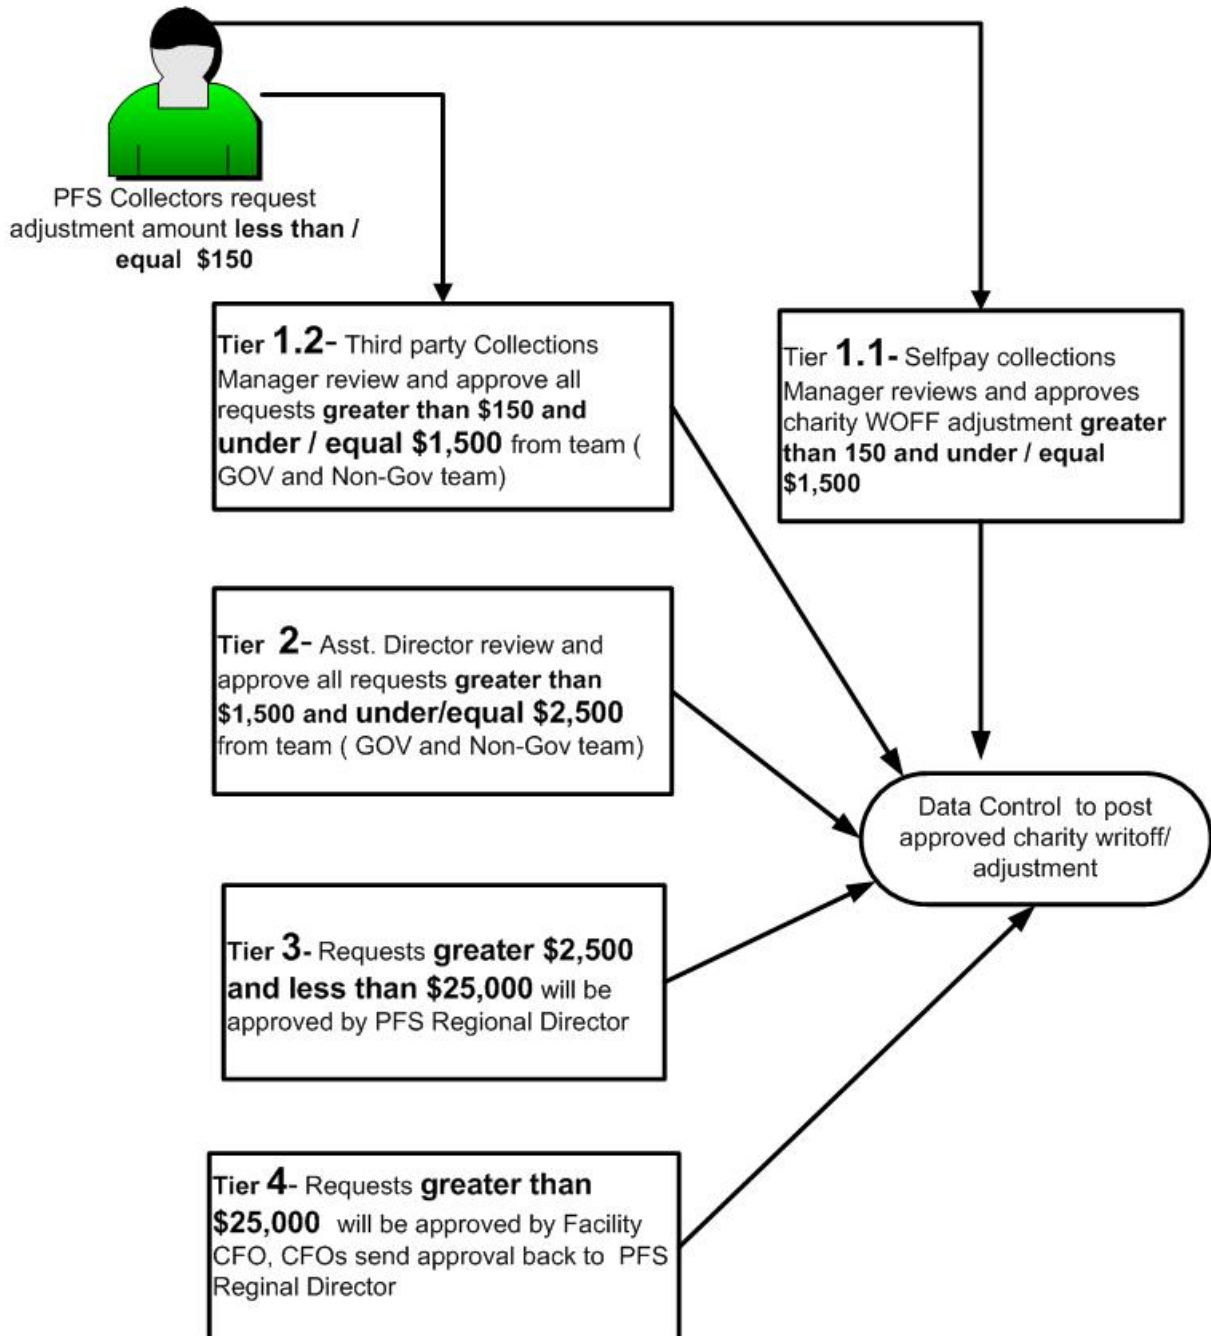 PFS Collectors request
adjustment amount less than /
equal $150
Tier 1.2- Third party Collections
Manager review and approve all
requests greater than $150 and
under / equal $1,500 from team (
GOV and Non-Gov team)
Tier 1.1- Selfpay collections
Manager reviews and approves
charity WOFF adjustment greater
than 150 and under / equal
$1,500
Tier 2- Asst. Director review and
approve all requests greater than
$1,500 and under/equal $2,500
from team ( GOV and Non-Gov team)
Data Control to post
approved charity writoff/
adjustment
Tier 3- Requests greater $2,500
and less than $25,000 will be
approved by PFS Regional Director
Tier 4- Requests greater than
$25,000 will be approved by Facility
CFO, CFOs send approval back to PFS
Reginal Director